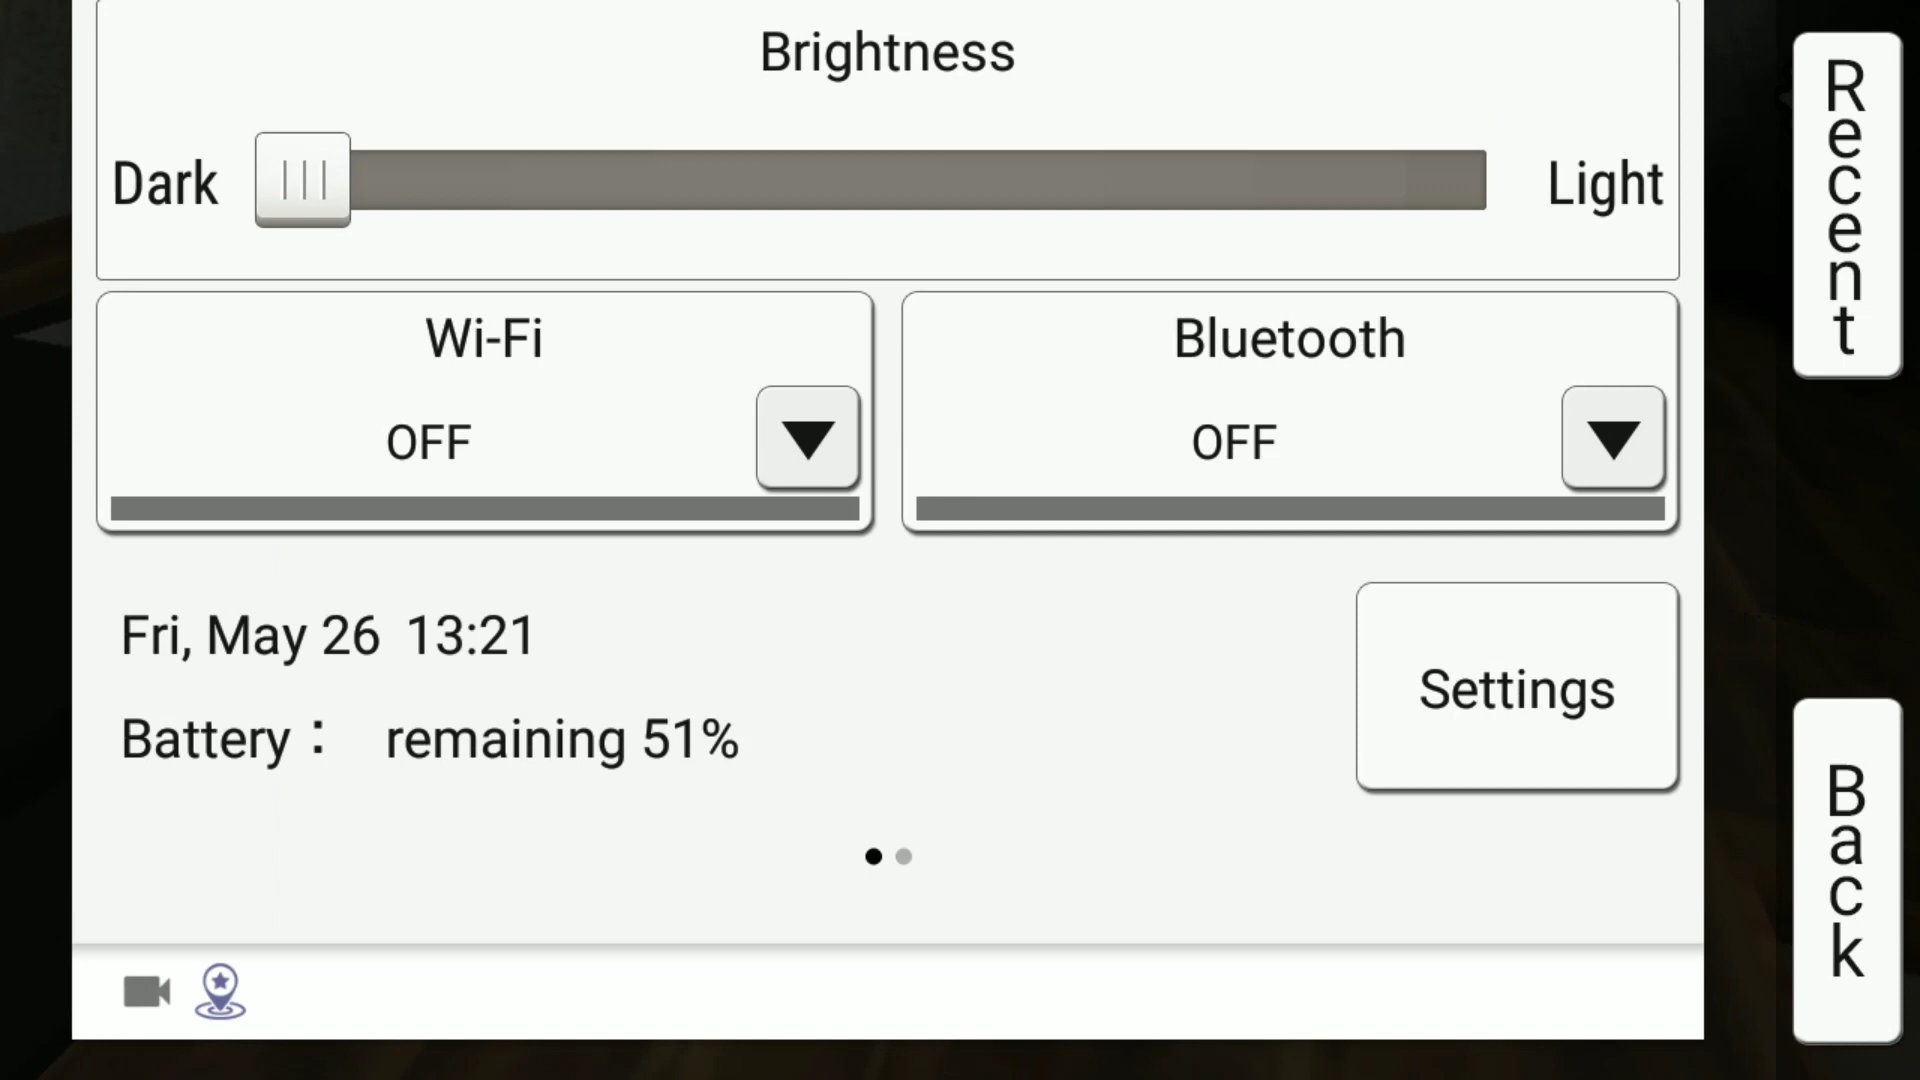 Brightness
Dark
Light
Wi-Fi
OFF
Bluetooth
OFF
Fri, May 26 13:21
Battery： remaining 51%
Settings
Recent
Back